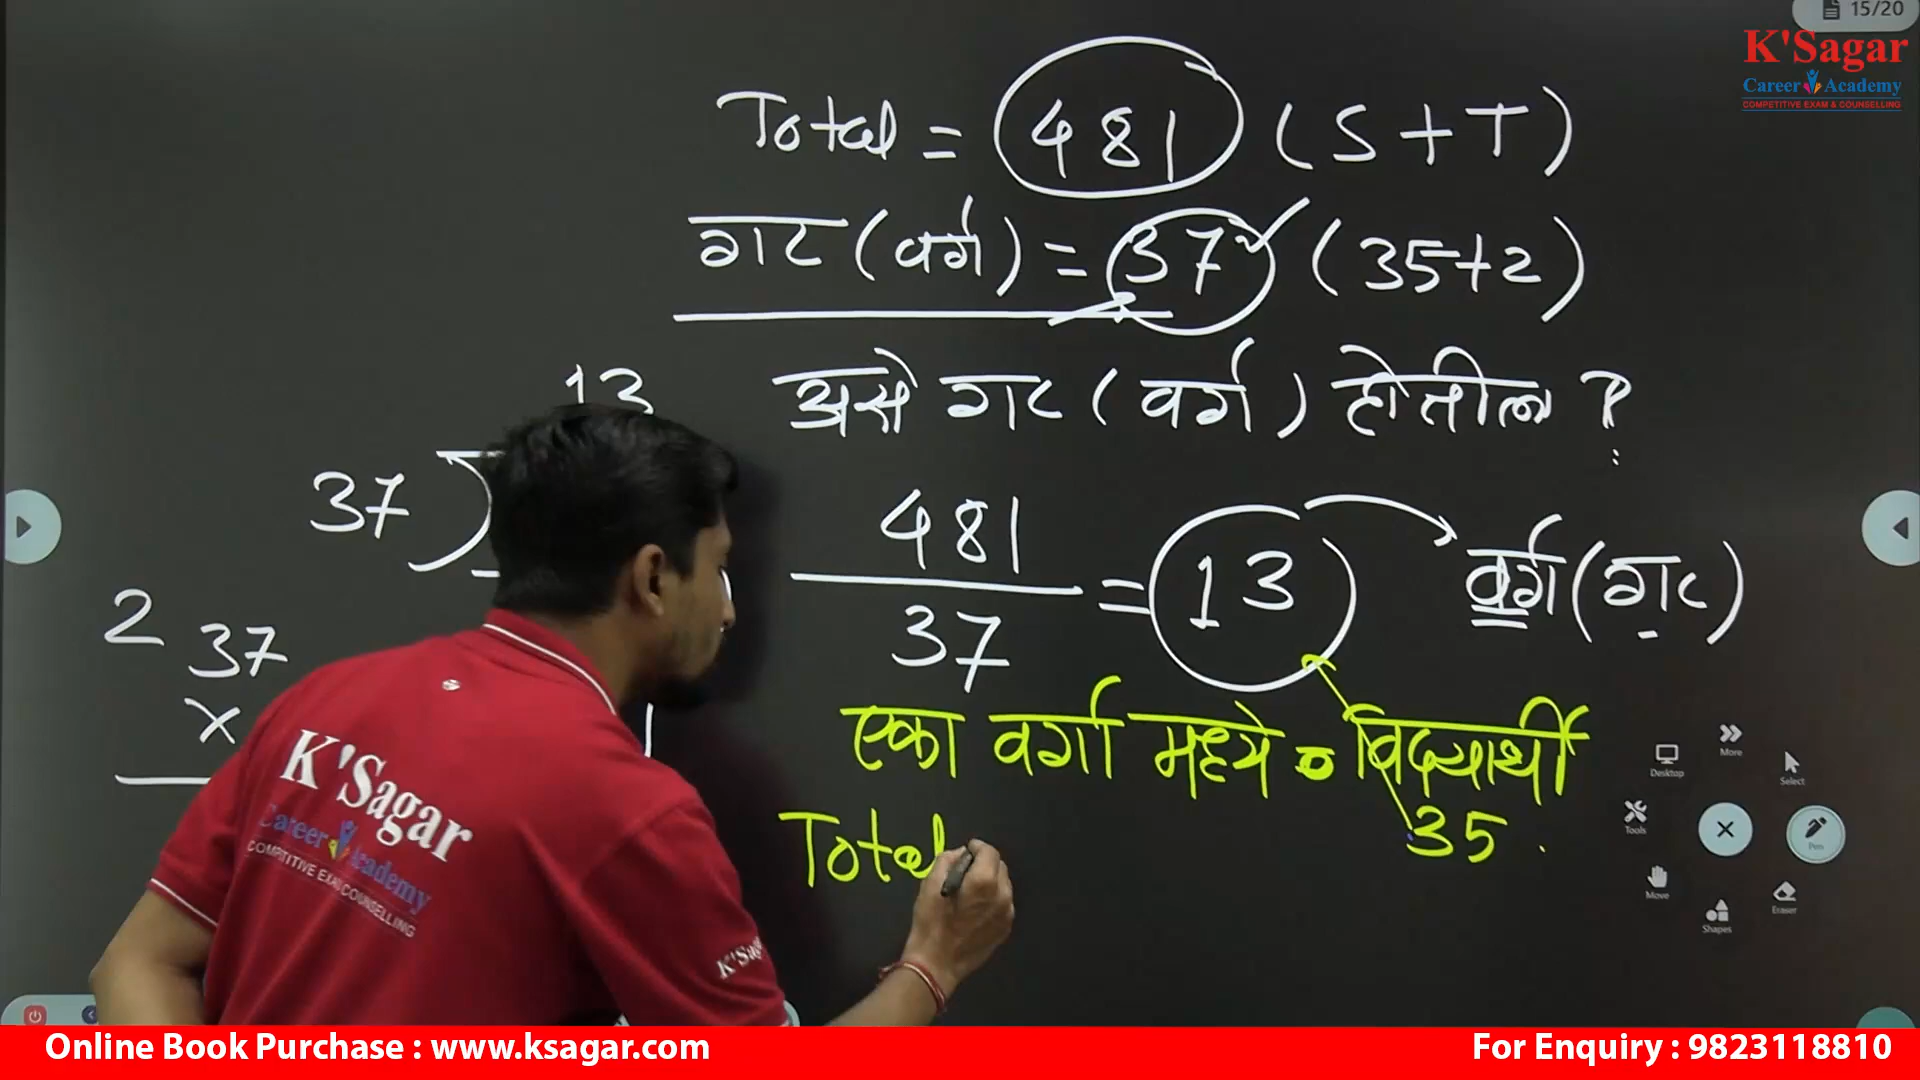 15/20
K'Sagar
Career Academy
COMPETITIVE EXAM & COUNSELLING
Total = 481 (S + T)
गट (वर्ग) = 37 (35+2)
असे गट (वर्ग) होतील ?
13
37
481
37
= 13
वर्ग (गट)
2
37
x
एका वर्गा मध्ये विद्यार्थी
35
Total
K'Sagar
Career Academy
COMPETITIVE EXAM & COUNSELLING
K'Sagar
More
Desktop
Select
Tools
Pen
Move
Eraser
Shapes
Online Book Purchase : www.ksagar.com
For Enquiry : 9823118810